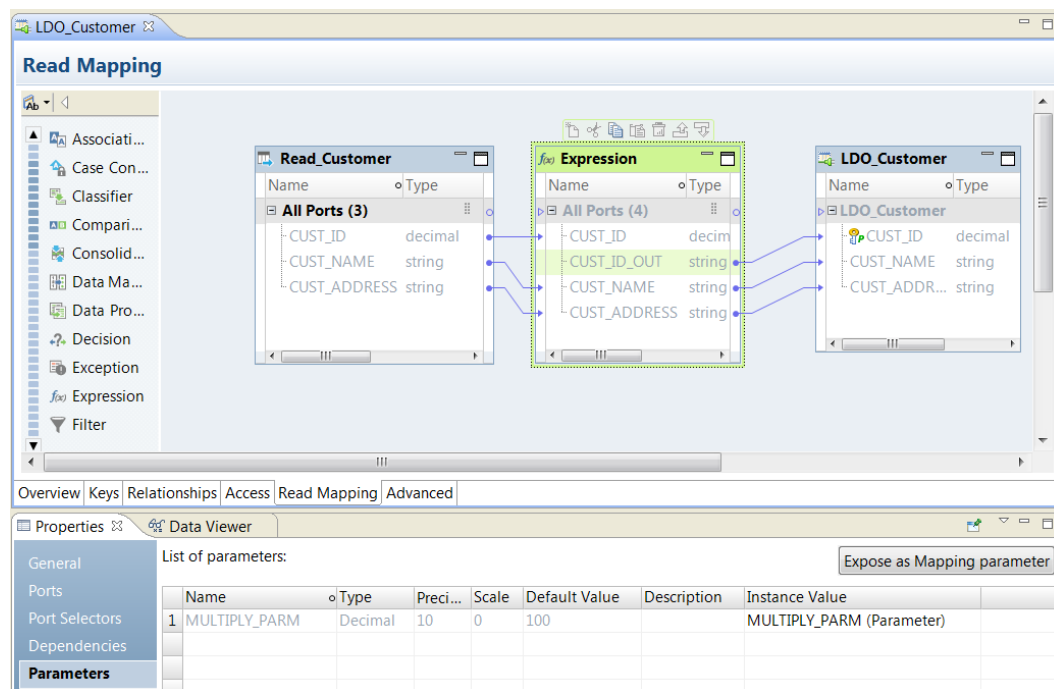 LDO_Customer
Read Mapping
Ab
Associati...
Case Con...
Classifier
Compari...
Consolid...
Data Ma...
Data Pro...
Decision
Exception
f(x) Expression
Filter
Read_Customer
Name Type
All Ports (3)
CUST_ID decimal
CUST_NAME string
CUST_ADDRESS string
f(x) Expression
Name Type
All Ports (4)
CUST_ID decim
CUST_ID_OUT string
CUST_NAME string
CUST_ADDRESS string
LDO_Customer
Name Type
LDO_Customer
CUST_ID decimal
CUST_NAME string
CUST_ADDR... string
Overview Keys Relationships Access Read Mapping Advanced
Properties Data Viewer
General
Ports
Port Selectors
Dependencies
Parameters
List of parameters:
Expose as Mapping parameter
Name Type Preci... Scale Default Value Description Instance Value
1 MULTIPLY_PARM Decimal 10 0 100 MULTIPLY_PARM (Parameter)